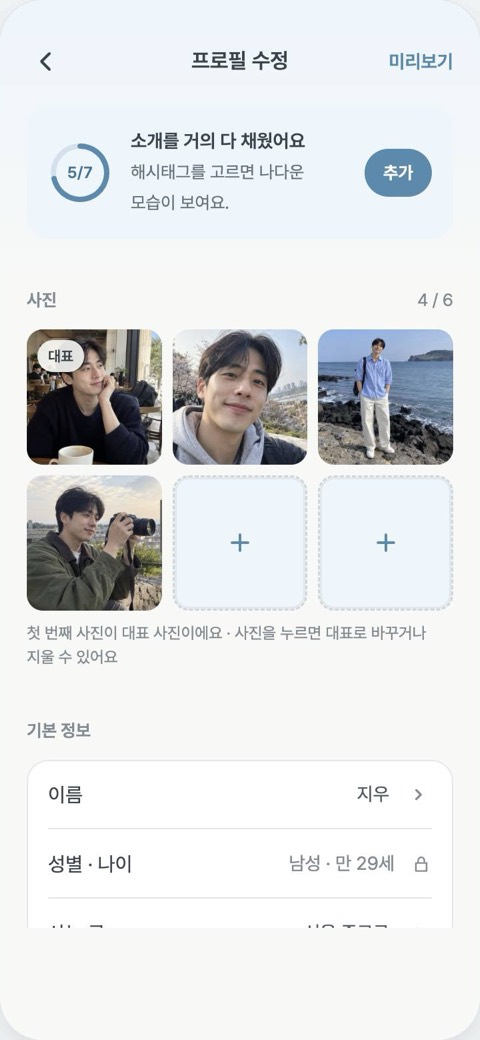 프로필 수정
미리보기
5/7
소개를 거의 다 채웠어요
해시태그를 고르면 나다운
모습이 보여요.
추가
사진
4 / 6
대표
첫 번째 사진이 대표 사진이에요 · 사진을 누르면 대표로 바꾸거나
지울 수 있어요
기본 정보
이름
지우
성별 · 나이
남성 · 만 29세